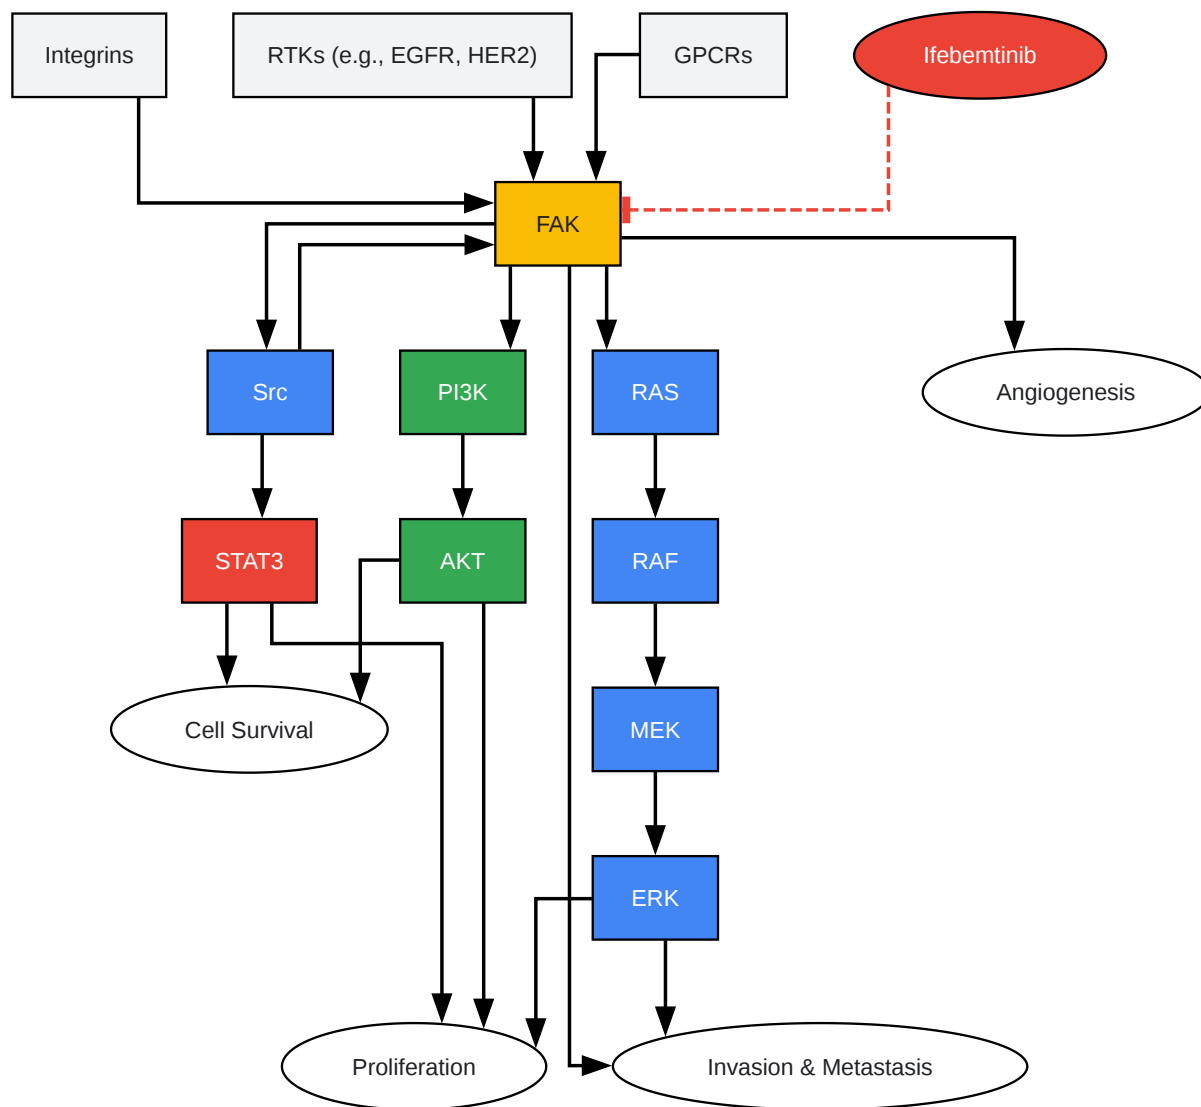 Integrins
RTKs (e.g., EGFR, HER2)
GPCRs
Ifebemtinib
FAK
Src
PI3K
RAS
Angiogenesis
STAT3
AKT
RAF
Cell Survival
MEK
ERK
Proliferation
Invasion & Metastasis